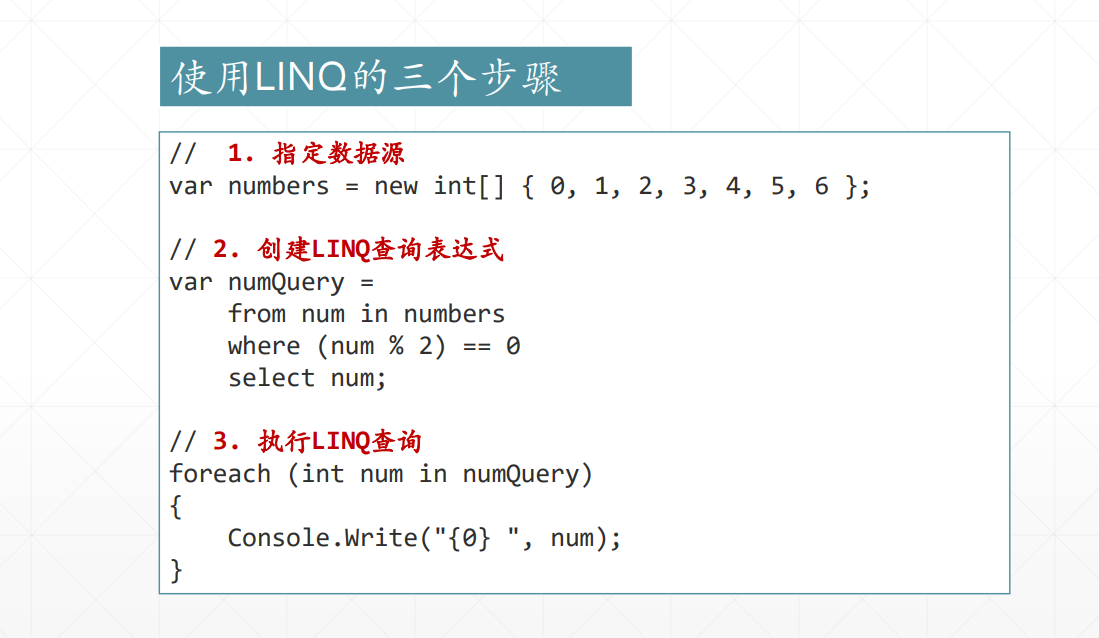 使用LINQ的三个步骤
//  1. 指定数据源
var numbers = new int[] { 0, 1, 2, 3, 4, 5, 6 };
// 2. 创建LINQ查询表达式
var numQuery =
    from num in numbers
    where (num % 2) == 0
    select num;
// 3. 执行LINQ查询
foreach (int num in numQuery)
{
    Console.Write("{0} ", num);
}